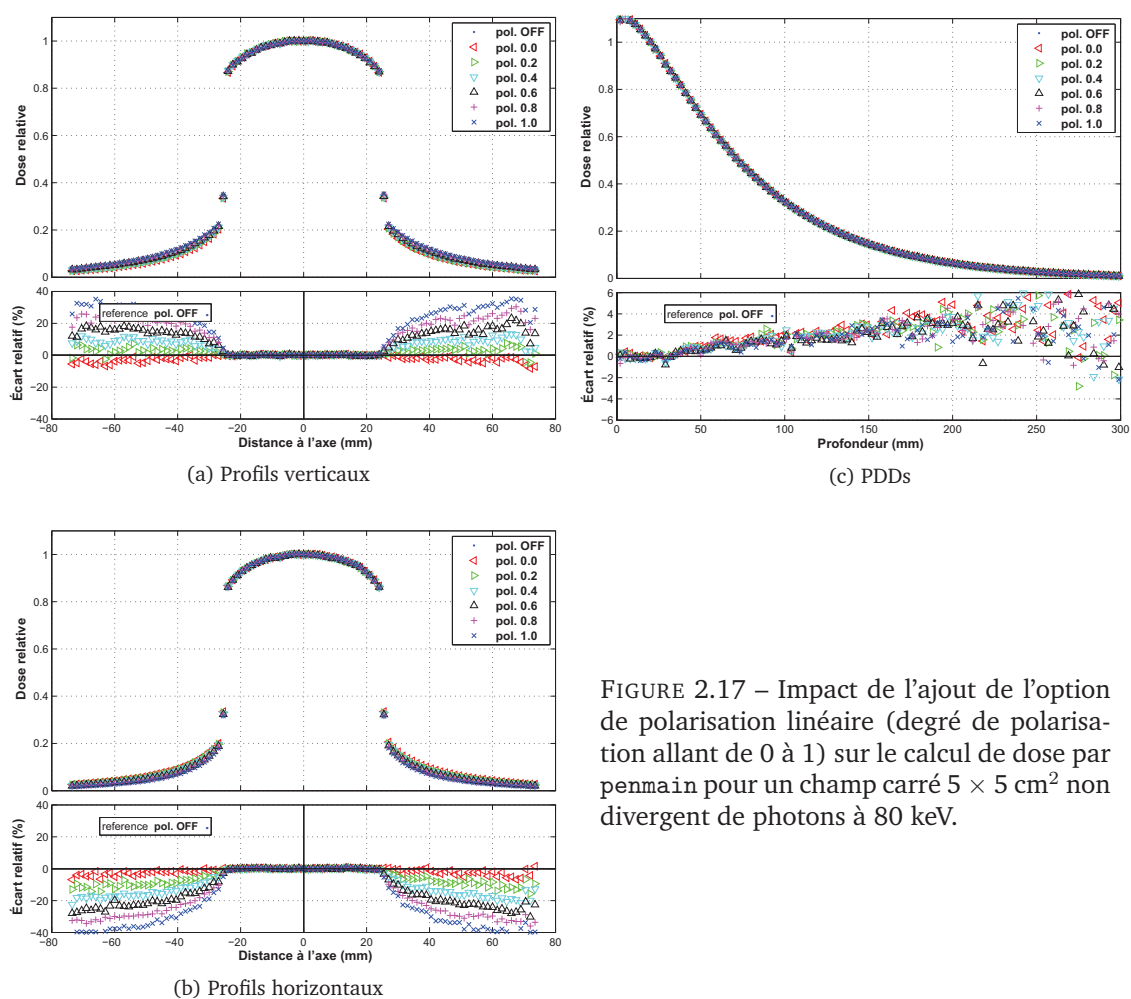 1
0.8
0.6
0.4
0.2
0
Dose relative
pol. OFF
pol. 0.0
pol. 0.2
pol. 0.4
pol. 0.6
pol. 0.8
pol. 1.0
40
20
0
−20
−40
Écart relatif (%)
reference pol. OFF
−80 −60 −40 −20 0 20 40 60 80
Distance à l'axe (mm)
(a) Profils verticaux
1
0.8
0.6
0.4
0.2
0
Dose relative
pol. OFF
pol. 0.0
pol. 0.2
pol. 0.4
pol. 0.6
pol. 0.8
pol. 1.0
6
4
2
0
−2
−4
−6
Écart relatif (%)
reference pol. OFF
0 50 100 150 200 250 300
Profondeur (mm)
(c) PDDs
1
0.8
0.6
0.4
0.2
0
Dose relative
pol. OFF
pol. 0.0
pol. 0.2
pol. 0.4
pol. 0.6
pol. 0.8
pol. 1.0
40
20
0
−20
−40
Écart relatif (%)
reference pol. OFF
−80 −60 −40 −20 0 20 40 60 80
Distance à l'axe (mm)
(b) Profils horizontaux
FIGURE 2.17 – Impact de l'ajout de l'option
de polarisation linéaire (degré de polarisa-
tion allant de 0 à 1) sur le calcul de dose par
penmain pour un champ carré 5 × 5 cm² non
divergent de photons à 80 keV.